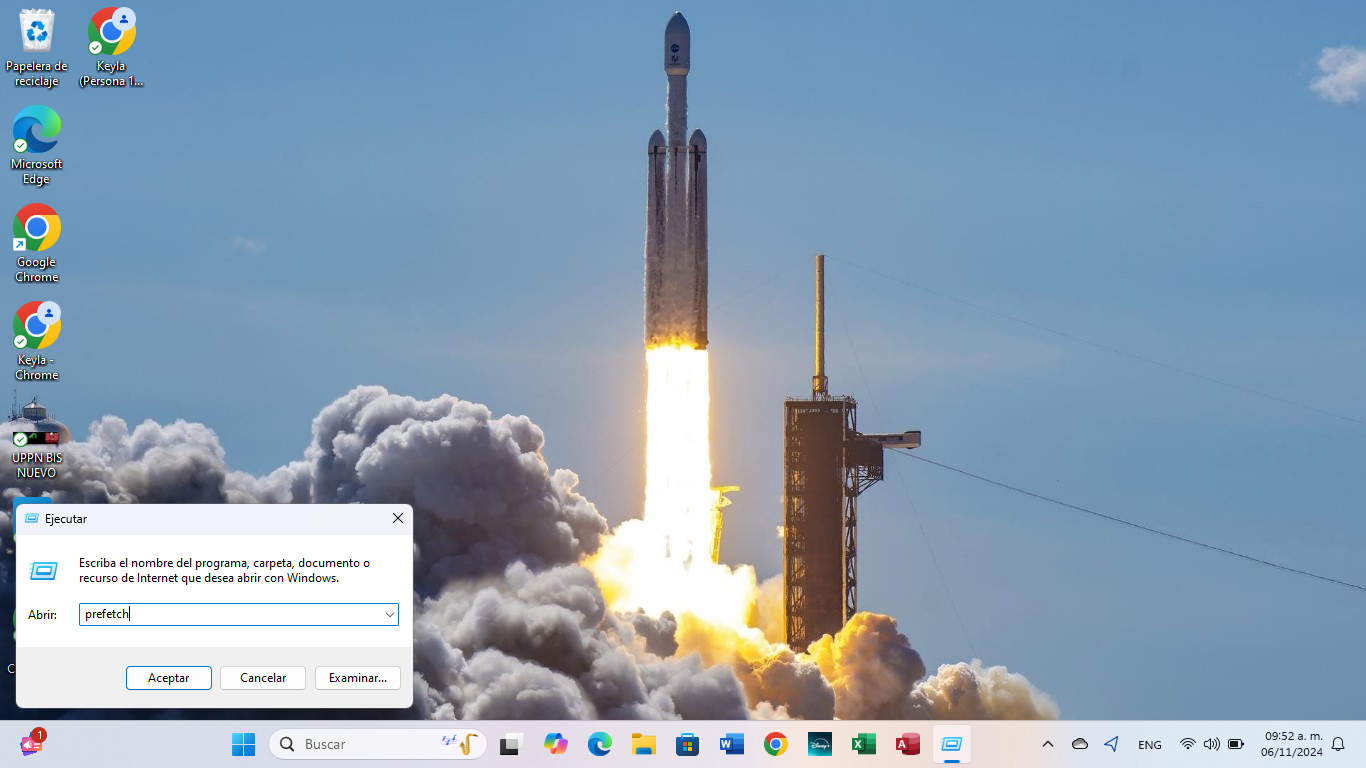 Papelera de
reciclaje
Keyla
(Persona 1...
Microsoft
Edge
Google
Chrome
Keyla -
Chrome
UPPN BIS
NUEVO
C
Ejecutar
Escriba el nombre del programa, carpeta, documento o
recurso de Internet que desea abrir con Windows.
Abrir:
prefetch
Aceptar
Cancelar
Examinar...
1
Buscar
Disney+
ENG
09:52 a. m.
06/11/2024